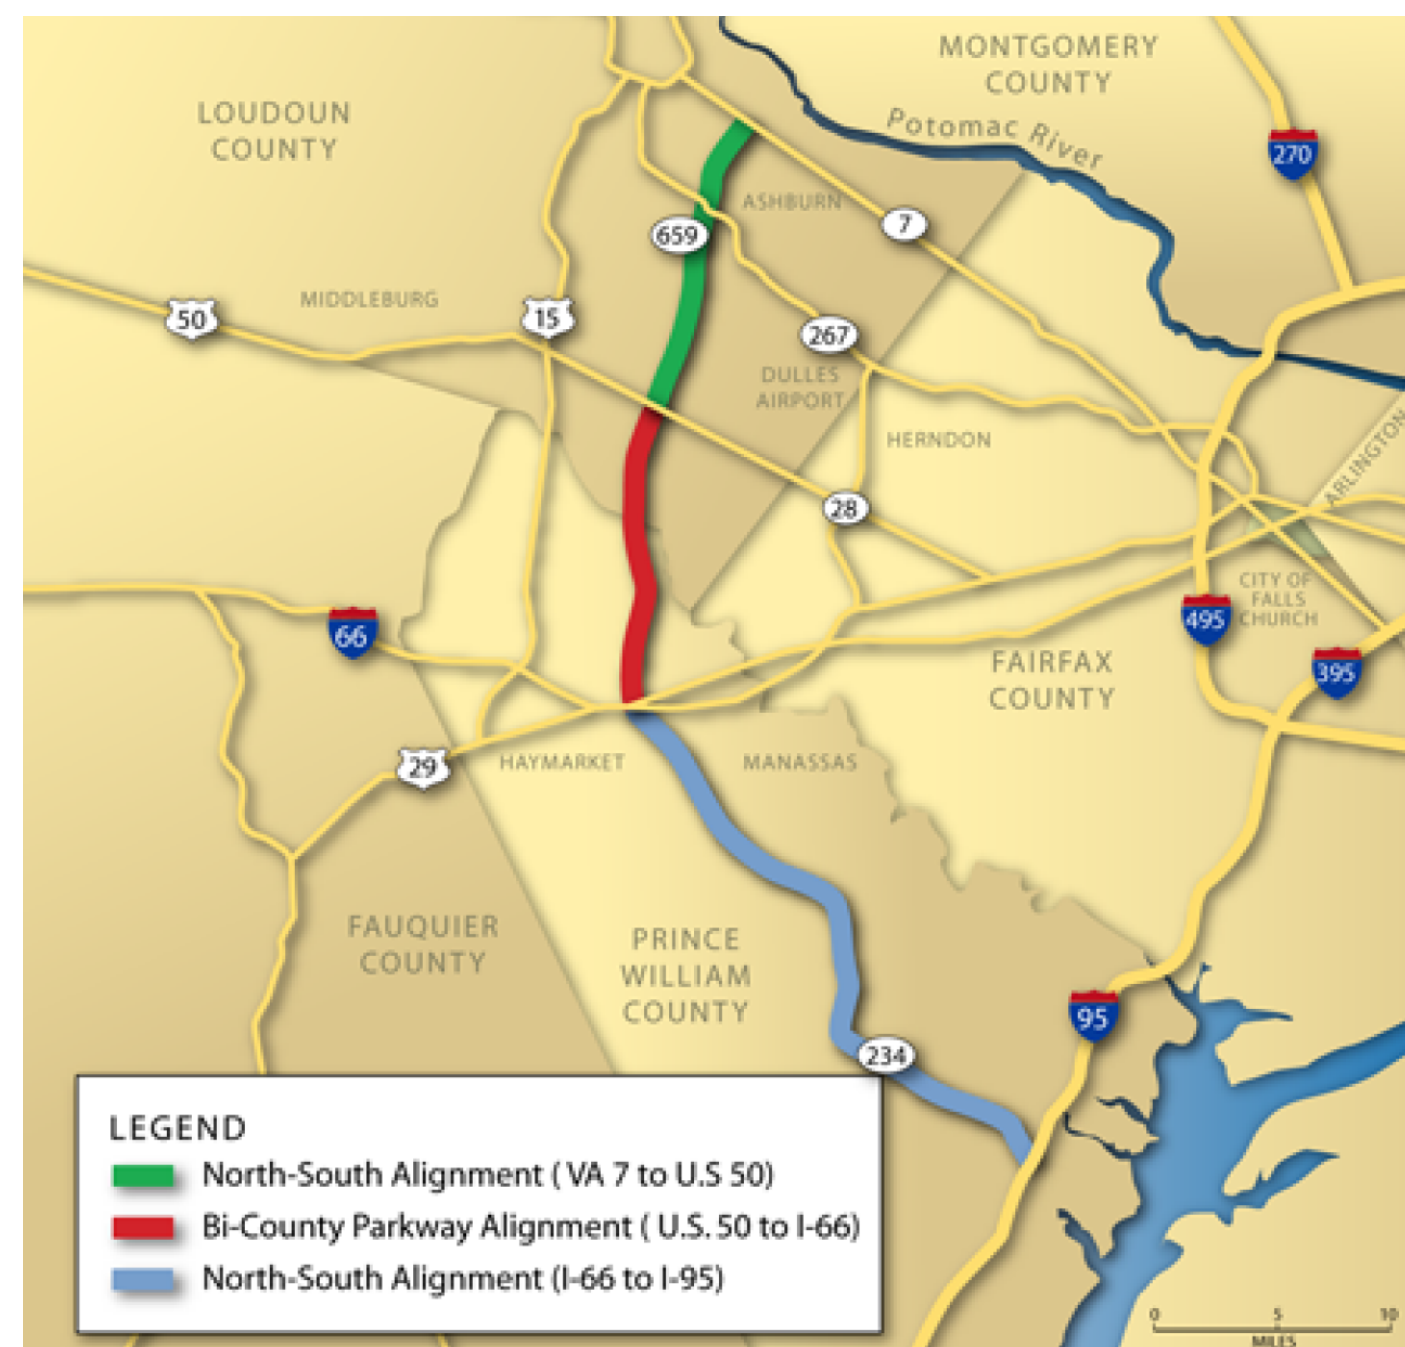 MONTGOMERY
COUNTY
LOUDOUN
COUNTY
Potomac River
270
ASHBURN
7
659
MIDDLEBURG
50
15
267
DULLES
AIRPORT
HERNDON
ARLINGTON
28
CITY OF
FALLS
CHURCH
66
495
395
FAIRFAX
COUNTY
29
HAYMARKET
MANASSAS
FAUQUIER
COUNTY
PRINCE
WILLIAM
COUNTY
95
234
LEGEND
North-South Alignment ( VA 7 to U.S 50)
Bi-County Parkway Alignment ( U.S. 50 to I-66)
North-South Alignment (I-66 to I-95)
0 5 10
MILES